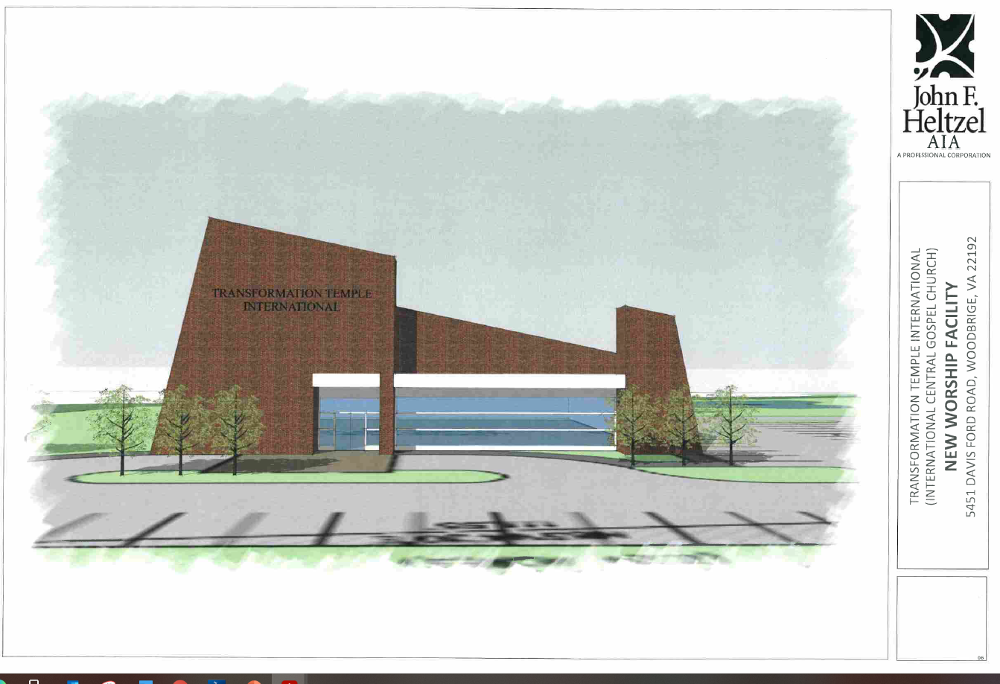 TRANSFORMATION TEMPLE
INTERNATIONAL
John F.
Heltzel
AIA
A PROFESSIONAL CORPORATION
TRANSFORMATION TEMPLE INTERNATIONAL
(INTERNATIONAL CENTRAL GOSPEL CHURCH)
NEW WORSHIP FACILITY
5451 DAVIS FORD ROAD, WOODBRIGE, VA 22192
D6